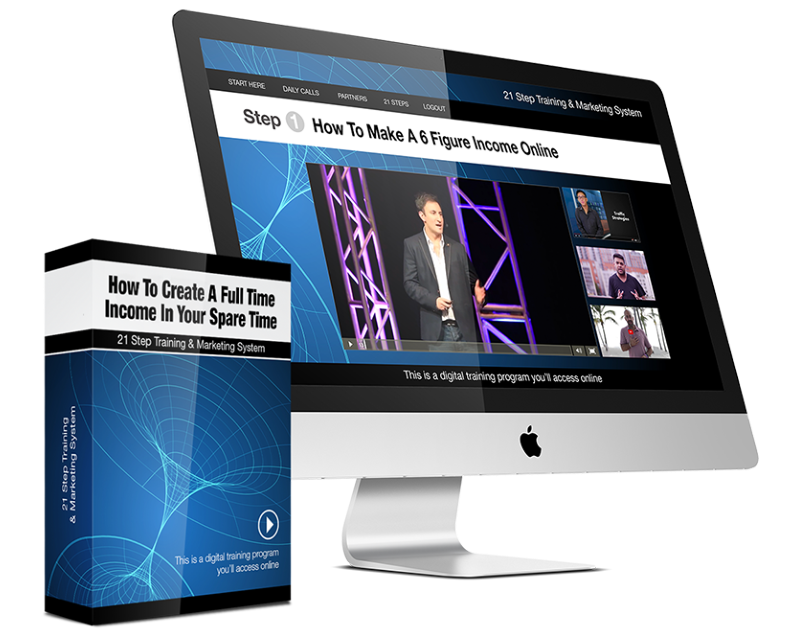 START HERE
DAILY CALLS
PARTNERS
21 STEPS
LOGOUT
21 Step Training & Marketing System
Step 1 How To Make A 6 Figure Income Online
Traffic
Strategies
This is a digital training program you'll access online
How To Create A Full Time
Income In Your Spare Time
21 Step Training & Marketing System
21 Step Training
& Marketing System
This is a digital training program
you'll access online